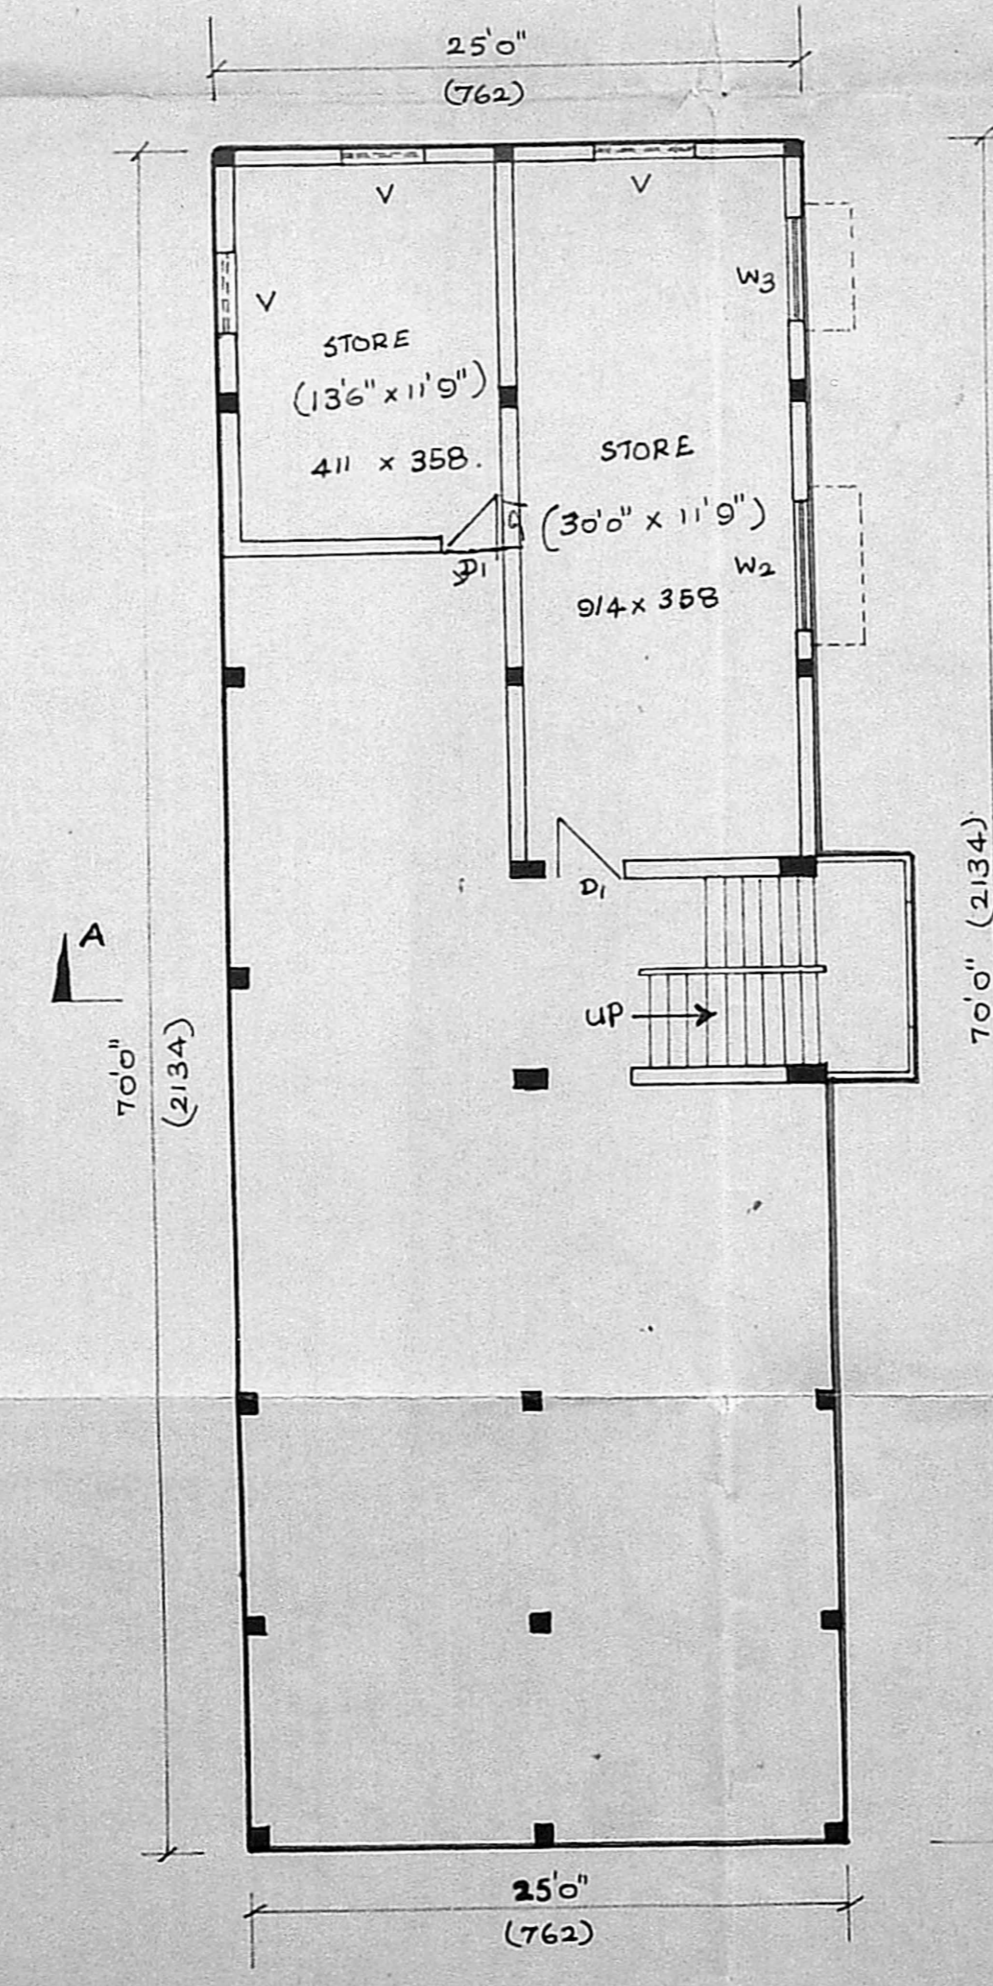 25'0"
(762)
V
V
W3
V
STORE
(13'6" x 11'9")
411 x 358.
STORE
(30'0" x 11'9")
914 x 358
W2
D1
D1
A
UP
70'0"
(2134)
70'0" (2134)
25'0"
(762)